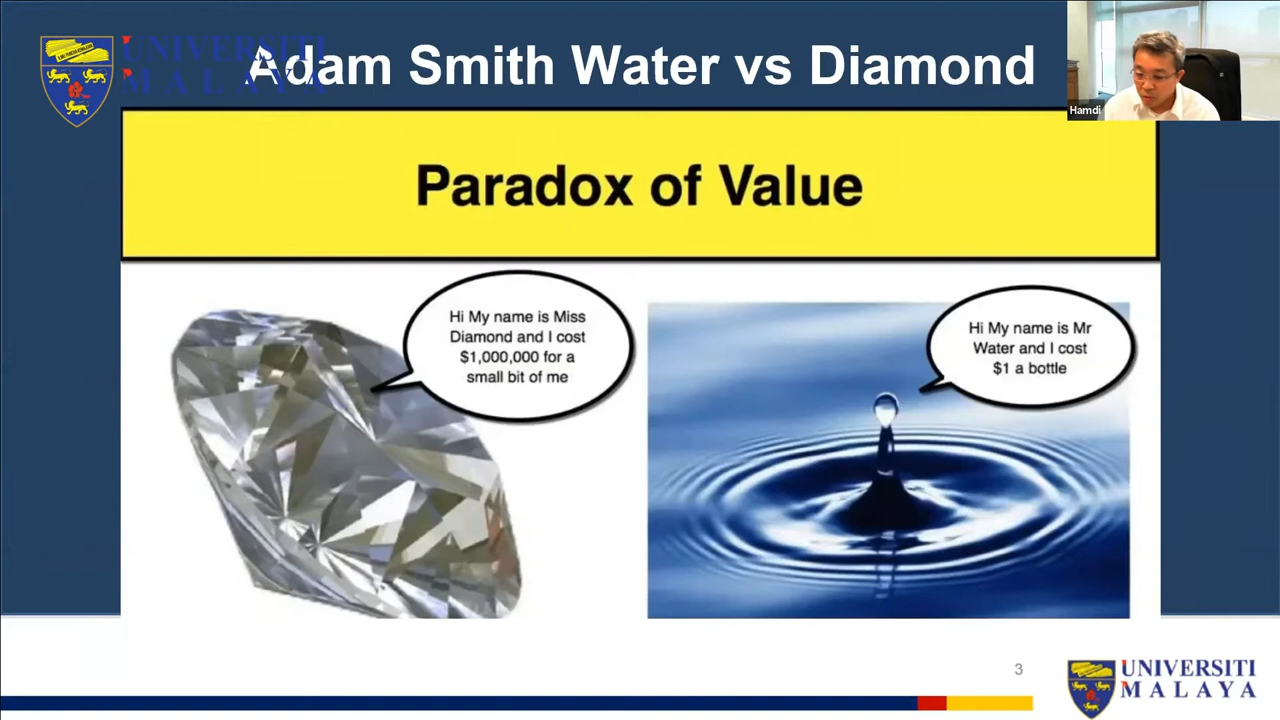 UNIVERSITI
MALAYA
Adam Smith Water vs Diamond
Hamdi
Paradox of Value
Hi My name is Miss
Diamond and I cost
$1,000,000 for a
small bit of me
Hi My name is Mr
Water and I cost
$1 a bottle
3
UNIVERSITI
MALAYA